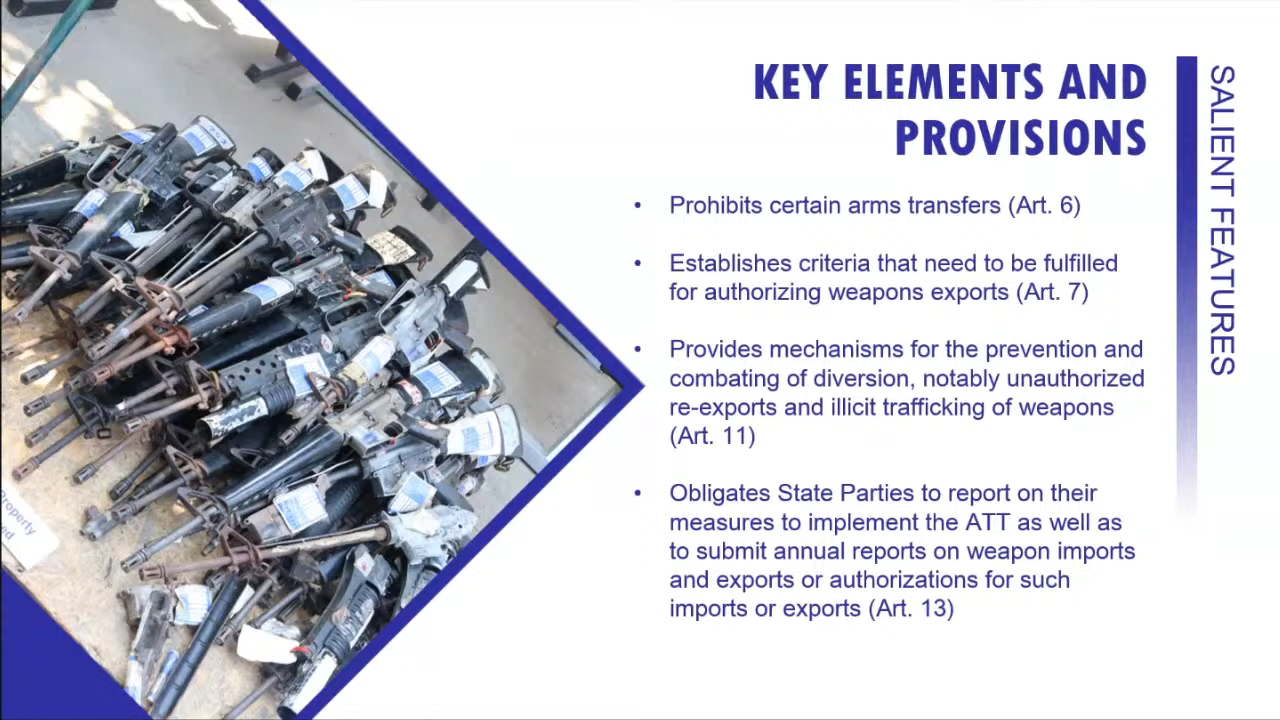 KEY ELEMENTS AND
PROVISIONS
SALIENT FEATURES
• Prohibits certain arms transfers (Art. 6)
• Establishes criteria that need to be fulfilled
for authorizing weapons exports (Art. 7)
• Provides mechanisms for the prevention and
combating of diversion, notably unauthorized
re-exports and illicit trafficking of weapons
(Art. 11)
• Obligates State Parties to report on their
measures to implement the ATT as well as
to submit annual reports on weapon imports
and exports or authorizations for such
imports or exports (Art. 13)
Property
ed